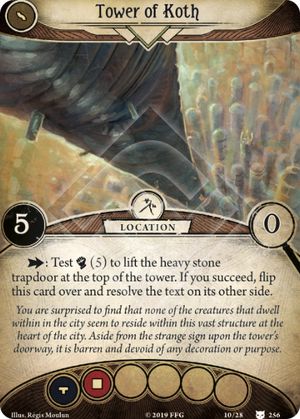 Tower of Koth
5
LOCATION
0
: Test (5) to lift the heavy stone
trapdoor at the top of the tower. If you succeed, flip
this card over and resolve the text on its other side.
You are surprised to find that none of the creatures that dwell
within in the city seem to reside within this vast structure at the
heart of the city. Aside from the strange sign upon the tower's
doorway, it is barren and devoid of any decoration or purpose.
Illus. Régis Moulun
© 2019 FFG
10/28
256